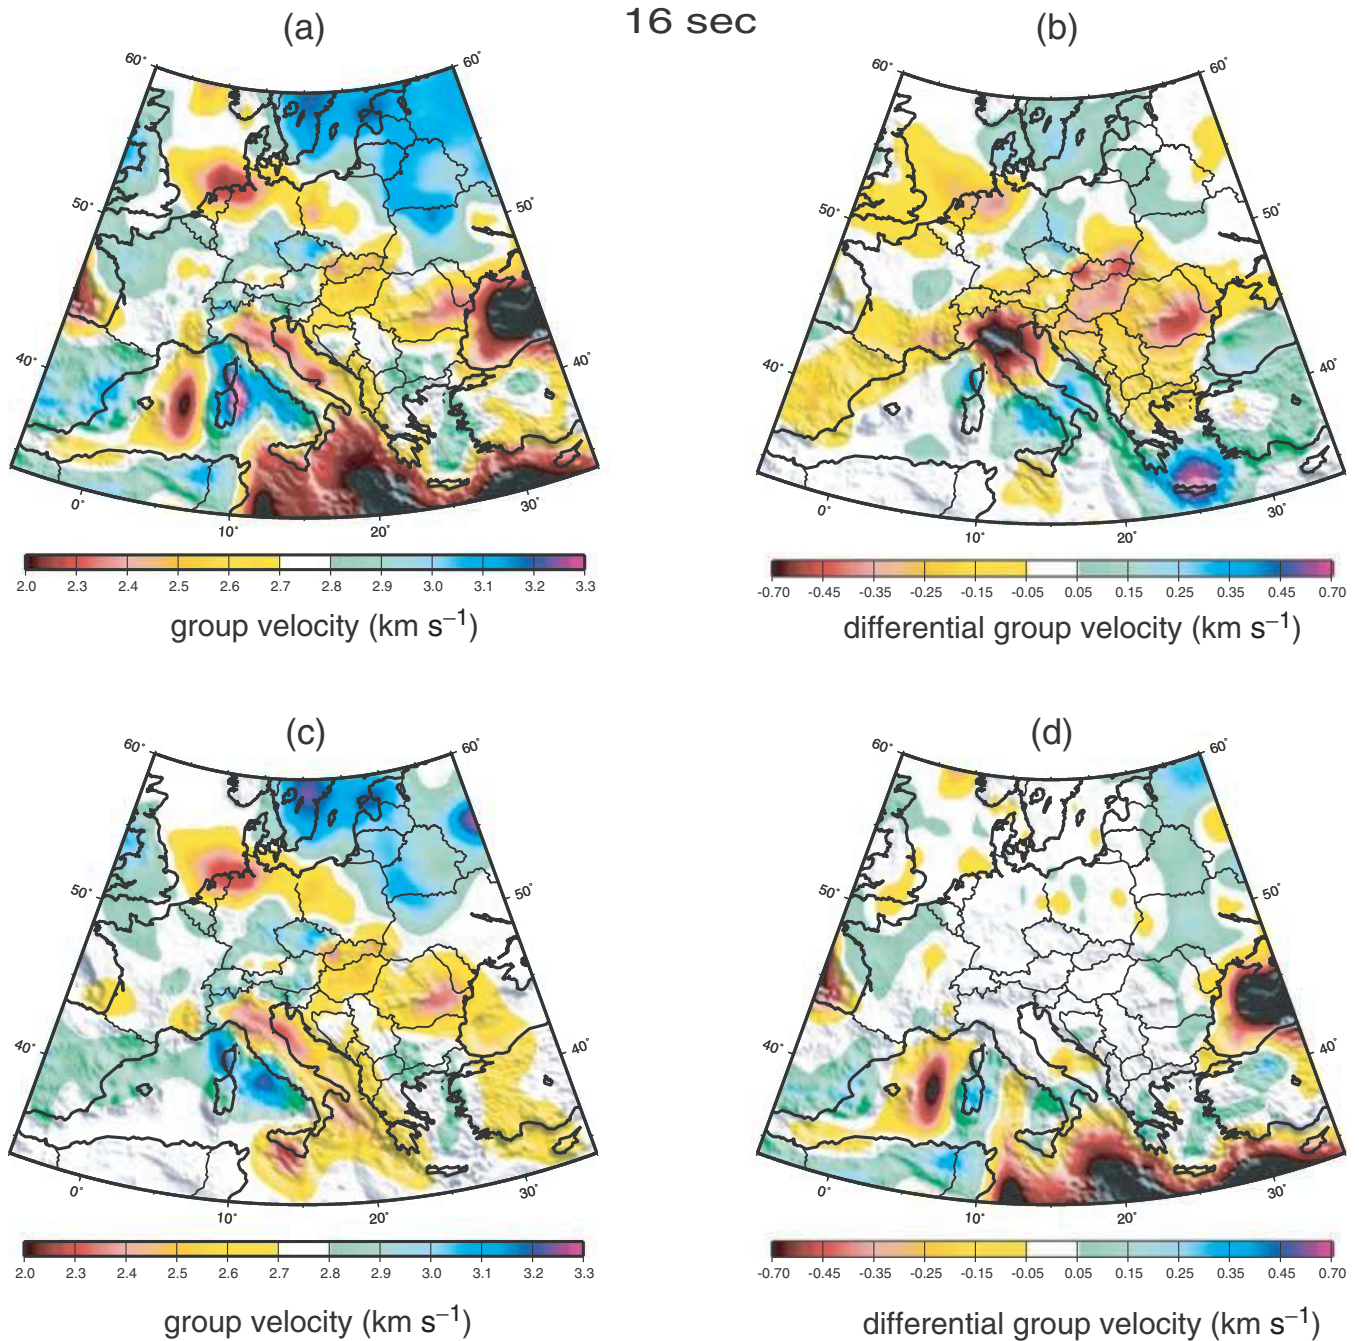 (a) 16 sec (b)
60° 60° 60° 60°
50° 50° 50° 50°
40° 40° 40° 40°
0° 10° 20° 30° 0° 10° 20° 30°
2.0 2.3 2.4 2.5 2.6 2.7 2.8 2.9 3.0 3.1 3.2 3.3
-0.70 -0.45 -0.35 -0.25 -0.15 -0.05 0.05 0.15 0.25 0.35 0.45 0.70
group velocity (km s⁻¹) differential group velocity (km s⁻¹)
(c) (d)
60° 60° 60° 60°
50° 50° 50° 50°
40° 40° 40° 40°
0° 10° 20° 30° 0° 10° 20° 30°
2.0 2.3 2.4 2.5 2.6 2.7 2.8 2.9 3.0 3.1 3.2 3.3
-0.70 -0.45 -0.35 -0.25 -0.15 -0.05 0.05 0.15 0.25 0.35 0.45 0.70
group velocity (km s⁻¹) differential group velocity (km s⁻¹)